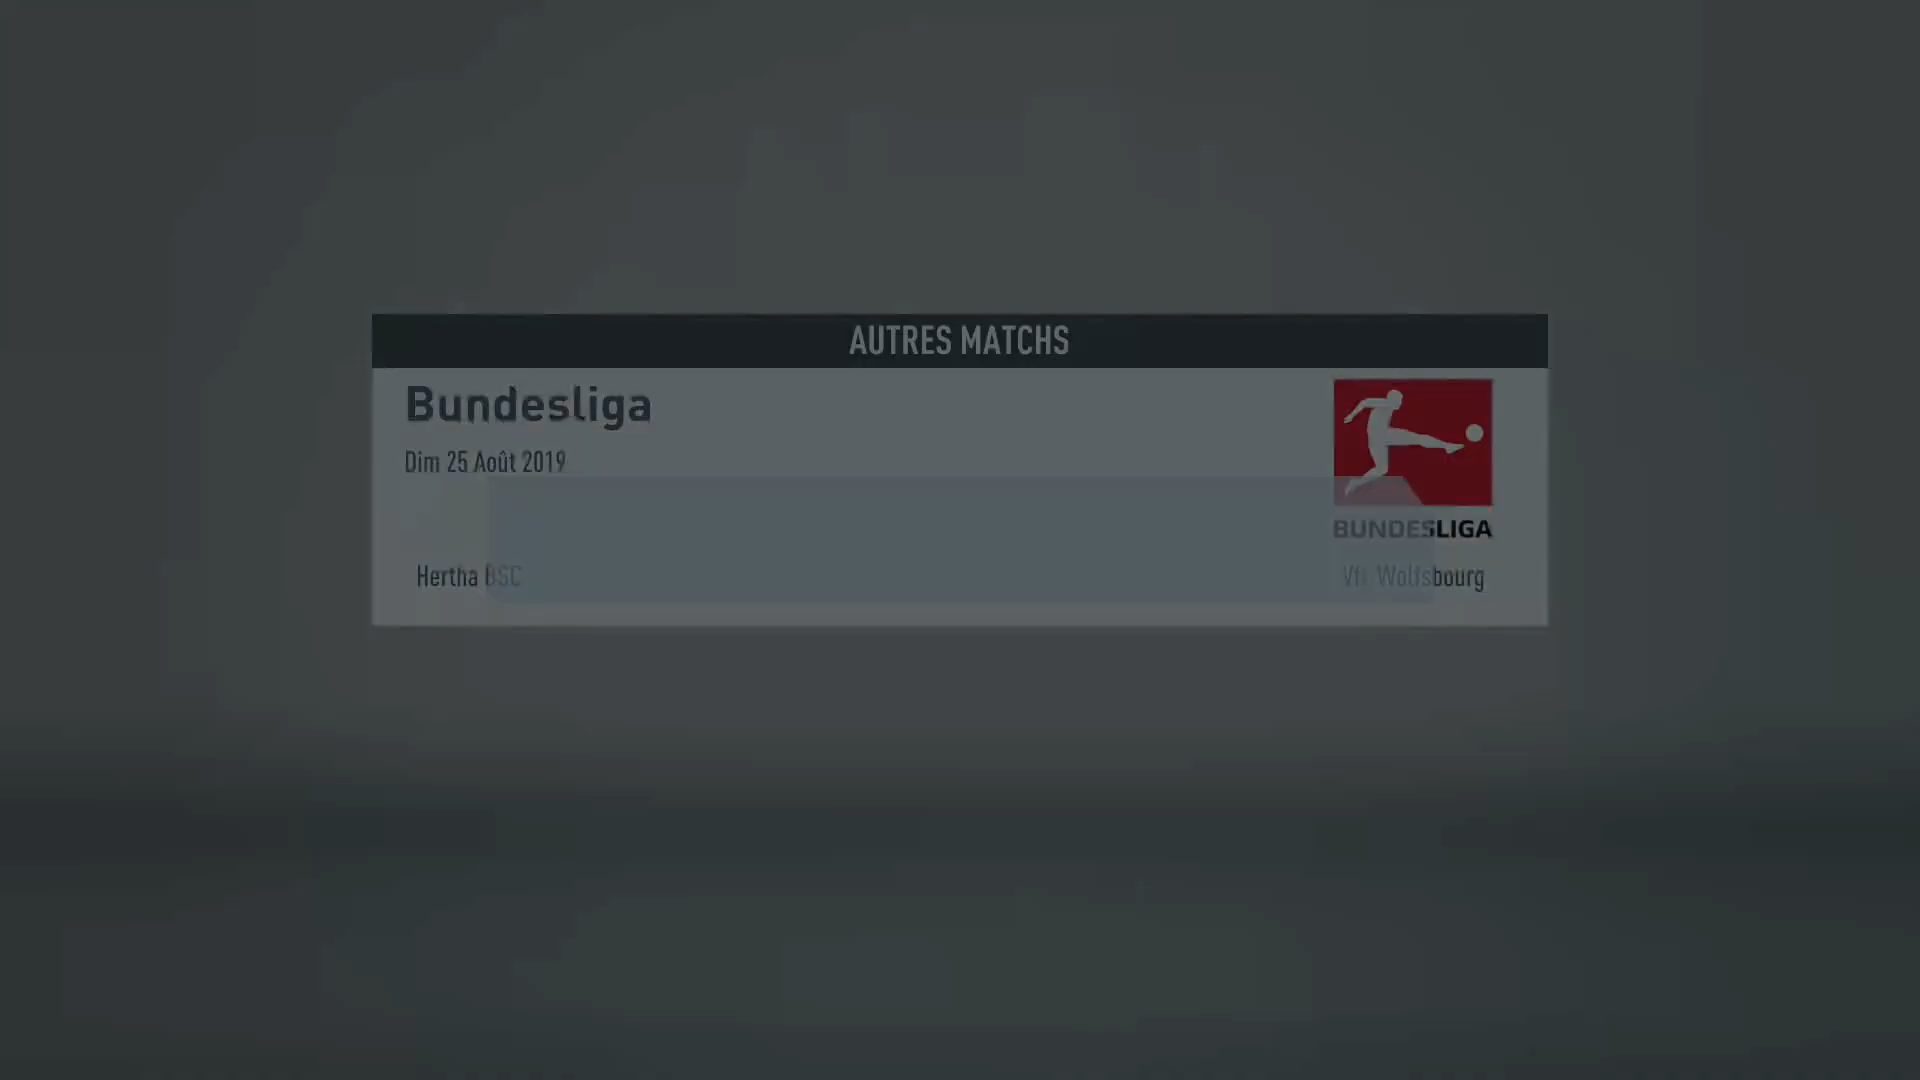 AUTRES MATCHS
Bundesliga
Dim 25 Août 2019
BUNDESLIGA
Hertha BSC
VfL Wolfsbourg